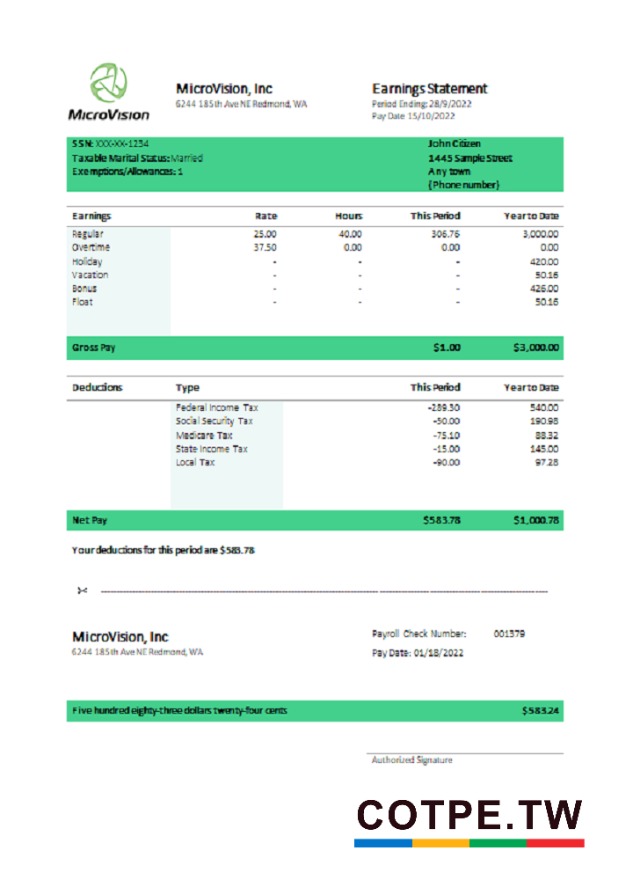 MicroVision
MicroVision, Inc
6244 185th Ave NE Redmond, WA
Earnings Statement
Period Ending: 28/9/2022
Pay Date 15/10/2022
SSN: XXX-XX-1234
Taxable Marital Status: Married
Exemptions/Allowances: 1
John Citizen
1445 Sample Street
Any town
{Phone number}
Earnings Rate Hours This Period Year to Date
Regular 25.00 40.00 306.76 3,000.00
Overtime 37.50 0.00 0.00 0.00
Holiday - - - 420.00
Vacation - - - 50.16
Bonus - - - 426.00
Float - - - 50.16
Gross Pay $1.00 $3,000.00
Deductions Type This Period Year to Date
Federal Income Tax -289.30 540.00
Social Security Tax -50.00 190.98
Medicare Tax -75.10 88.32
State Income Tax -15.00 145.00
Local Tax -90.00 97.28
Net Pay $583.78 $1,000.78
Your deductions for this period are $583.78
MicroVision, Inc
6244 185th Ave NE Redmond, WA
Payroll Check Number: 001379
Pay Date: 01/18/2022
Five hundred eighty-three dollars twenty-four cents $583.24
Authorized Signature
COTPE.TW